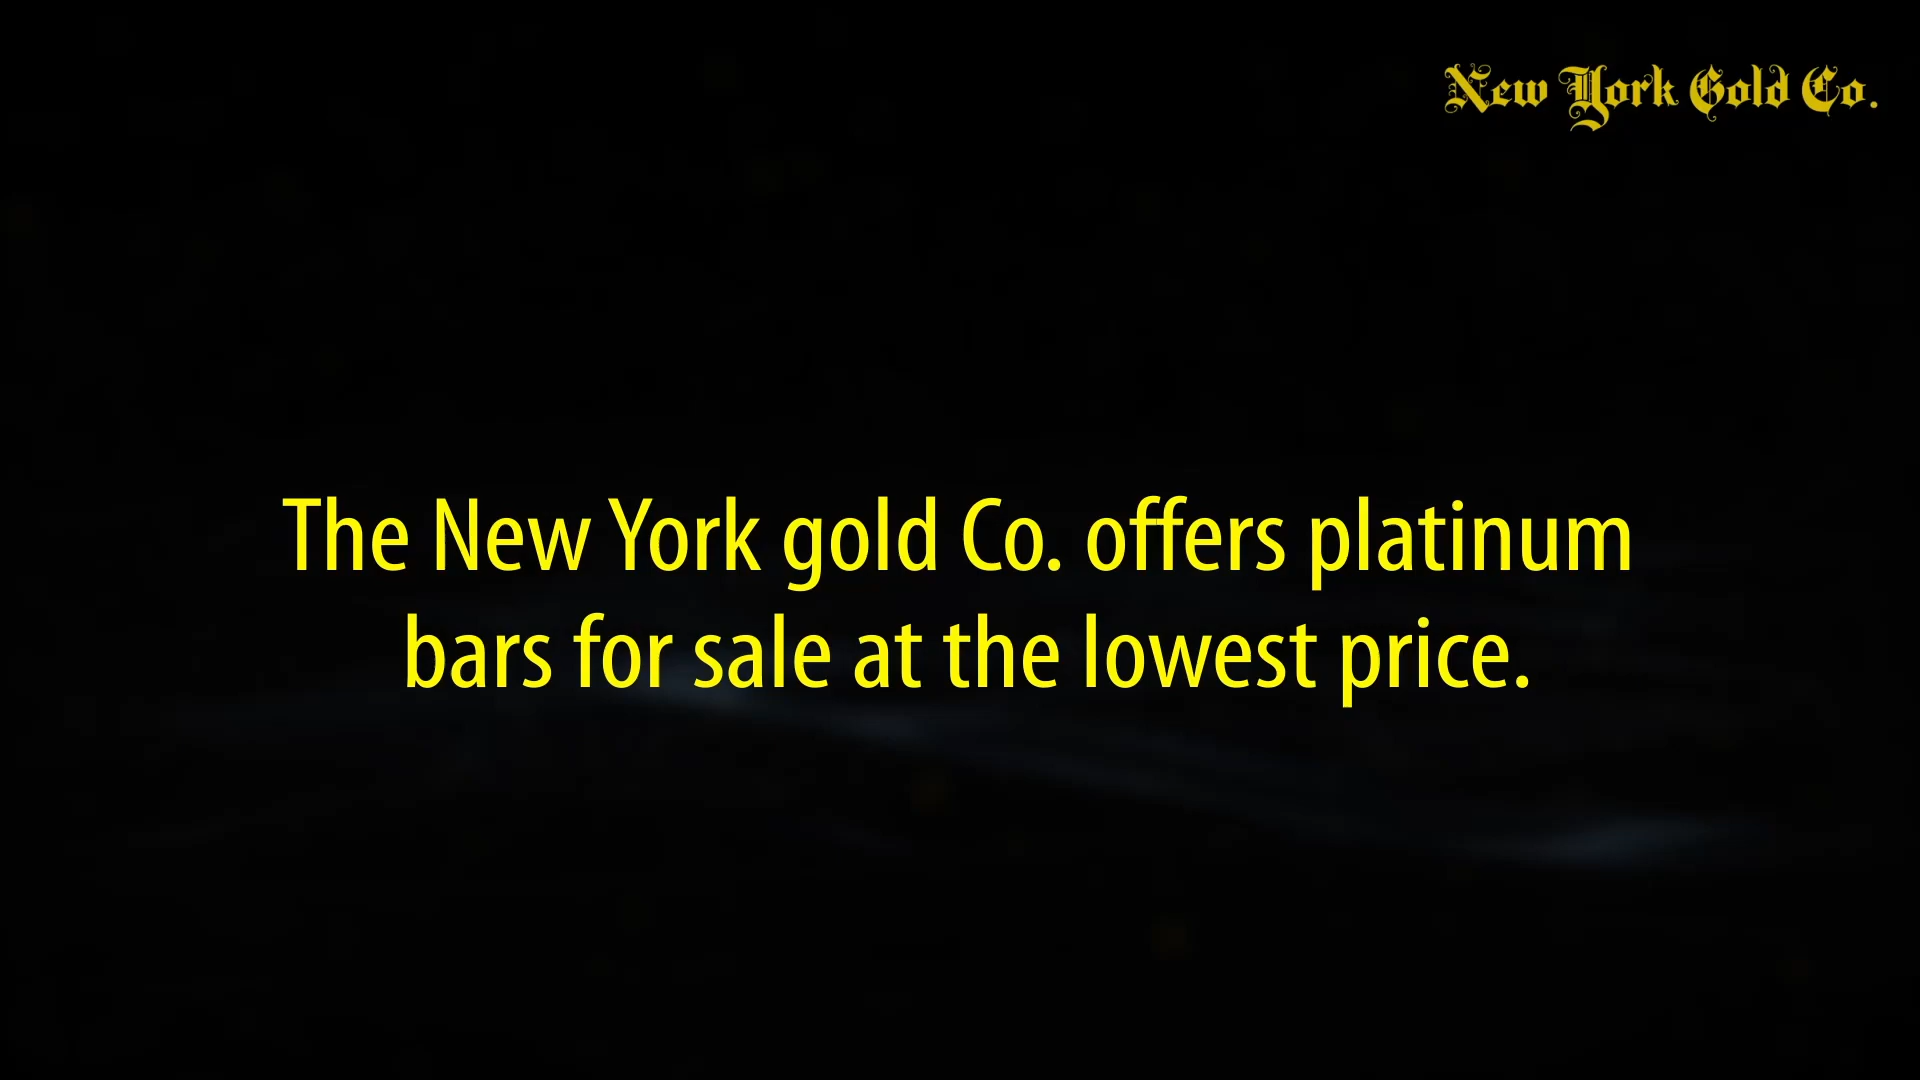 New York Gold Co.
The New York gold Co. offers platinum
bars for sale at the lowest price.